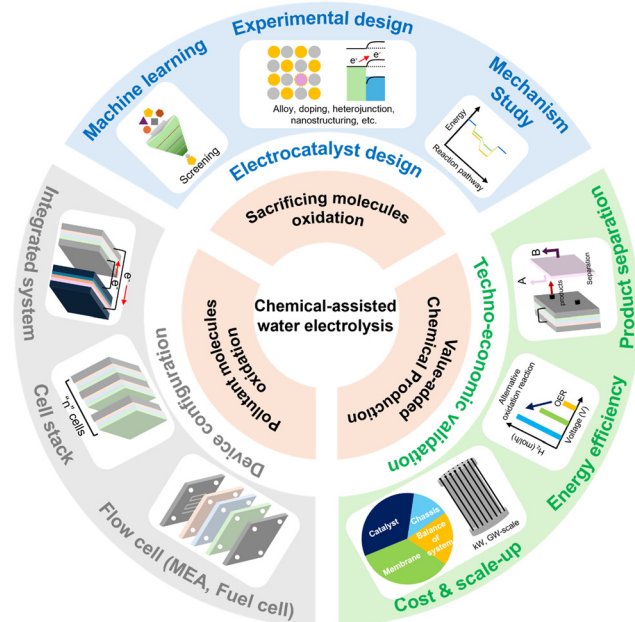 Machine learning
Experimental design
Mechanism
Study
Screening
e⁻
e⁻
Alloy, doping, heterojunction,
nanostructuring, etc.
Energy
Reaction pathway
Electrocatalyst design
Sacrificing molecules
oxidation
Chemical-assisted
water electrolysis
Pollutant molecules
oxidation
Value-added
Chemical Production
Techno-economic validation
Product separation
A
B
products
Separation
Energy efficiency
Alternative
oxidation reaction
OER
H₂ (mol/h)
Voltage (V)
Cost & scale-up
Catalyst
Chassis
Balance of
system
Membrane
kW, GW-scale
Device configuration
Integrated system
e⁻
e⁻
Cell stack
"n" cells
Flow cell (MEA, Fuel cell)